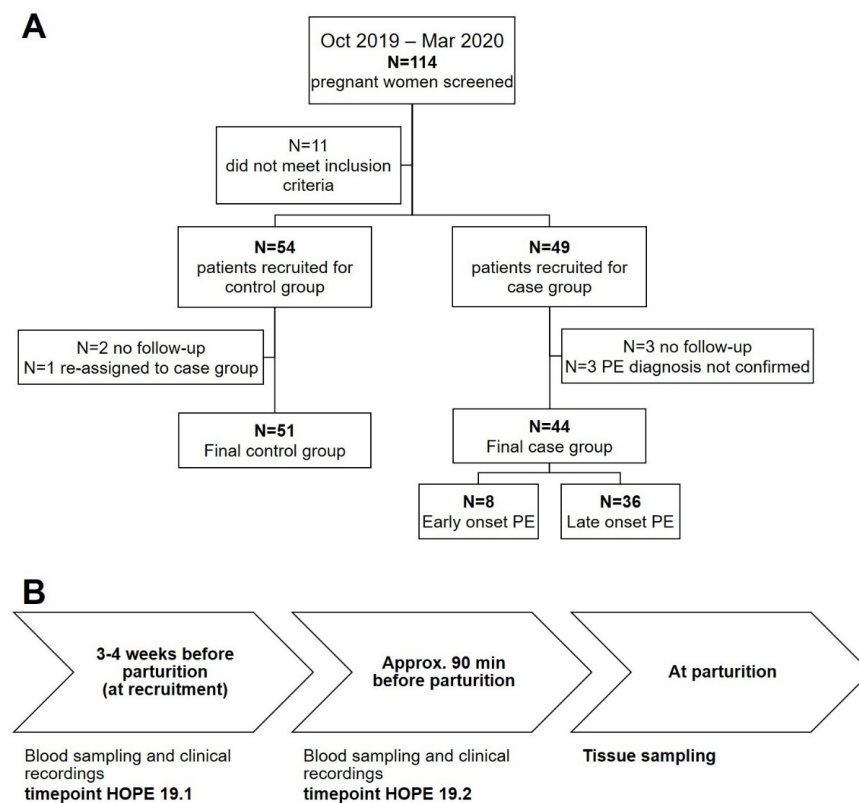 A
Oct 2019 – Mar 2020
N=114
pregnant women screened
N=11
did not meet inclusion
criteria
N=54
patients recruited for
control group
N=49
patients recruited for
case group
N=2 no follow-up
N=1 re-assigned to case group
N=3 no follow-up
N=3 PE diagnosis not confirmed
N=51
Final control group
N=44
Final case group
N=8
Early onset PE
N=36
Late onset PE
B
3-4 weeks before
parturition
(at recruitment)
Approx. 90 min
before parturition
At parturition
Blood sampling and clinical
recordings
timepoint HOPE 19.1
Blood sampling and clinical
recordings
timepoint HOPE 19.2
Tissue sampling